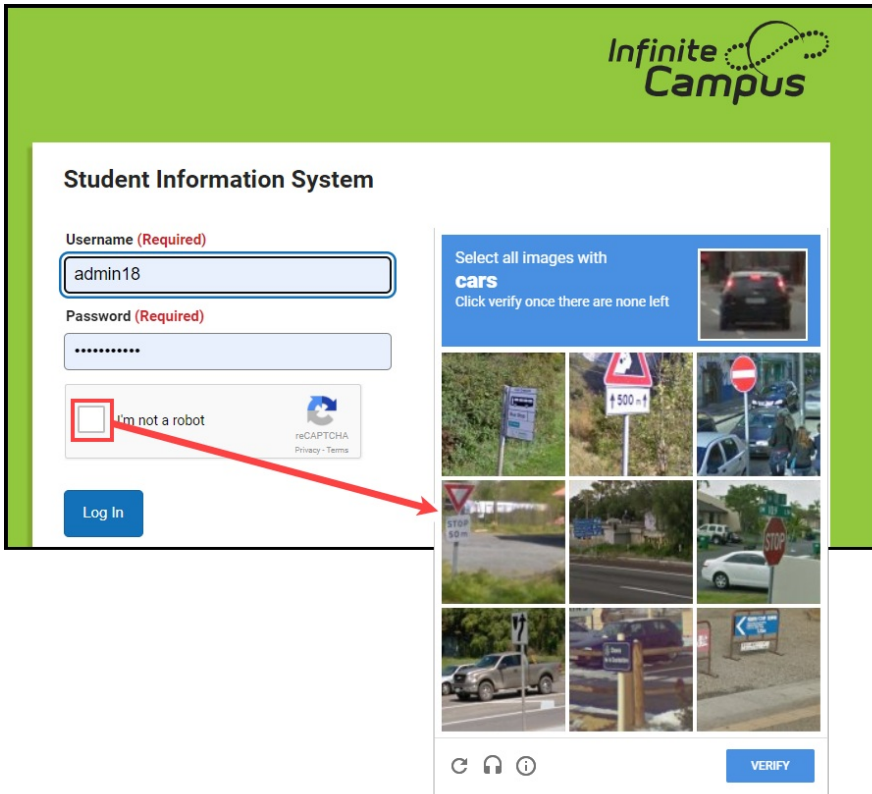 Infinite
Campus
Student Information System
Username (Required)
admin18
Password (Required)
•••••••••••
I'm not a robot
reCAPTCHA
Privacy - Terms
Log In
Select all images with
cars
Click verify once there are none left
500 m
STOP
50 m
STOP
VERIFY